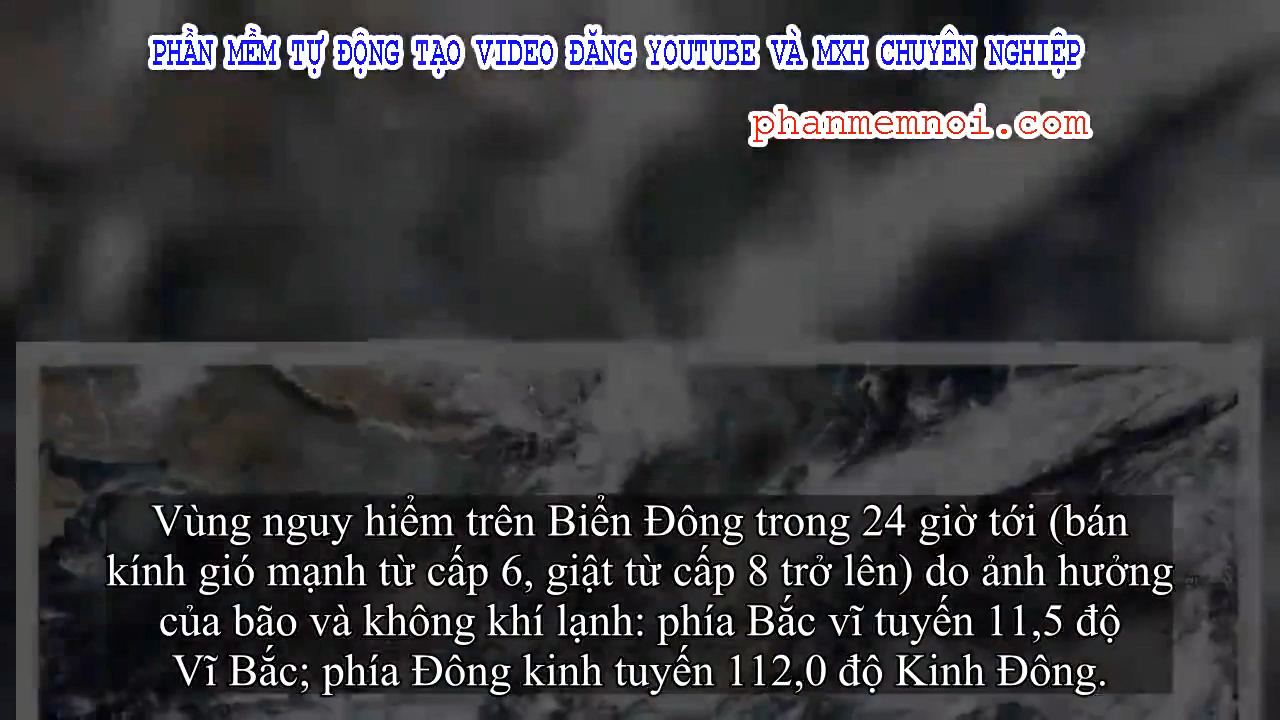 PHẦN MỀM TỰ ĐỘNG TẠO VIDEO ĐĂNG YOUTUBE VÀ MXH CHUYÊN NGHIỆP
phanmemnoi.com
Vùng nguy hiểm trên Biển Đông trong 24 giờ tới (bán
kính gió mạnh từ cấp 6, giật từ cấp 8 trở lên) do ảnh hưởng
của bão và không khí lạnh: phía Bắc vĩ tuyến 11,5 độ
Vĩ Bắc; phía Đông kinh tuyến 112,0 độ Kinh Đông.